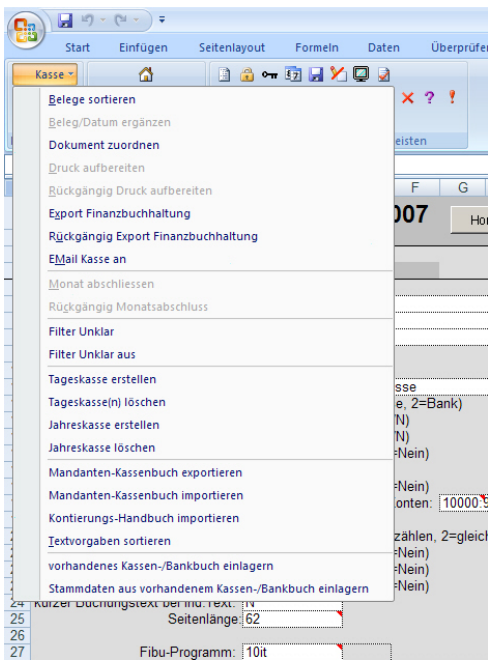 Start Einfügen Seitenlayout Formeln Daten Überprüfe
Kasse
eisten
Belege sortieren
Beleg/Datum ergänzen
Dokument zuordnen
Druck aufbereiten
Rückgängig Druck aufbereiten
Export Finanzbuchhaltung
Rückgängig Export Finanzbuchhaltung
EMail Kasse an
Monat abschliessen
Rückgängig Monatsabschluss
Filter Unklar
Filter Unklar aus
Tageskasse erstellen
Tageskasse(n) löschen
Jahreskasse erstellen
Jahreskasse löschen
Mandanten-Kassenbuch exportieren
Mandanten-Kassenbuch importieren
Kontierungs-Handbuch importieren
Textvorgaben sortieren
vorhandenes Kassen-/Bankbuch einlagern
Stammdaten aus vorhandenem Kassen-/Bankbuch einlagern
F G
007 Ho
sse
e, 2=Bank)
N)
N)
=Nein)
=Nein)
onten: 10000:9
zählen, 2=gleich
=Nein)
=Nein)
=Nein)
24 Kurzer Buchungstext bei ind.Text: N
25 Seitenlänge: 62
26
27 Fibu-Programm: 10it